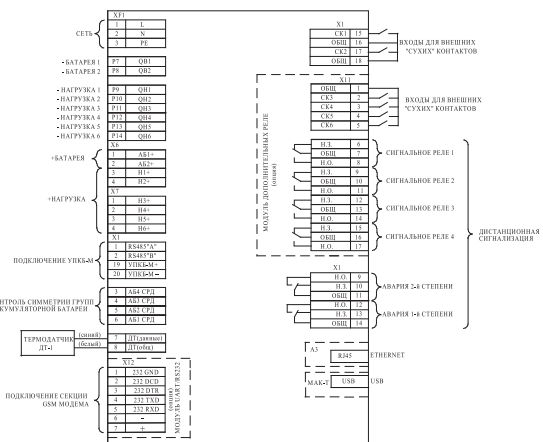 XF1
СЕТЬ
1 L
2 N
3 PE
- БАТАРЕЯ 1 P7 QB1
- БАТАРЕЯ 2 P8 QB2
- НАГРУЗКА 1 P9 QH1
- НАГРУЗКА 2 P10 QH2
- НАГРУЗКА 3 P11 QH3
- НАГРУЗКА 4 P12 QH4
- НАГРУЗКА 5 P13 QH5
- НАГРУЗКА 6 P14 QH6
X6
+БАТАРЕЯ
1 АБ1+
2 АБ2+
3 Н1+
4 Н2+
X7
+НАГРУЗКА
1 Н3+
2 Н4+
3 Н5+
4 Н6+
X1
ПОДКЛЮЧЕНИЕ УПКБ-М
1 RS485"A"
2 RS485"B"
19 УПКБ-М+
20 УПКБ-М-
НТРОЛЬ СИММЕТРИИ ГРУПП
КУМУЛЯТОРНОЙ БАТАРЕИ
3 АБ4 СРД
4 АБ3 СРД
5 АБ2 СРД
6 АБ1 СРД
ТЕРМОДАТЧИК
ДТ-1
(синий) 7 ДТ(данные)
(белый) 8 ДТ(общ)
X12
ПОДКЛЮЧЕНИЕ СЕКЦИИ
GSM МОДЕМА
1 232 GND
2 232 DCD
3 232 DTR
4 232 TXD
5 232 RXD
6 -
7 +
(опция)
МОДУЛЬ UART/RS232
X1
СК1 15
ОБЩ 16
СК2 17
ОБЩ 18
ВХОДЫ ДЛЯ ВНЕШНИХ
"СУХИХ" КОНТАКТОВ
X11
ОБЩ 1
СК3 2
СК4 3
СК5 4
СК6 5
ВХОДЫ ДЛЯ ВНЕШНИХ
"СУХИХ" КОНТАКТОВ
МОДУЛЬ ДОПОЛНИТЕЛЬНЫХ РЕЛЕ
(опция)
Н.З. 6
ОБЩ 7
Н.О. 8
СИГНАЛЬНОЕ РЕЛЕ 1
Н.З. 9
ОБЩ 10
Н.О. 11
СИГНАЛЬНОЕ РЕЛЕ 2
Н.З. 12
ОБЩ 13
Н.О. 14
СИГНАЛЬНОЕ РЕЛЕ 3
Н.З. 15
ОБЩ 16
Н.О. 17
СИГНАЛЬНОЕ РЕЛЕ 4
ДИСТАНЦИОННАЯ
СИГНАЛИЗАЦИЯ
X1
Н.О. 9
Н.З. 10
ОБЩ 11
АВАРИЯ 2-й СТЕПЕНИ
Н.О. 12
Н.З. 13
ОБЩ 14
АВАРИЯ 1-й СТЕПЕНИ
А3
RJ45 ETHERNET
МАК-Т USB USB